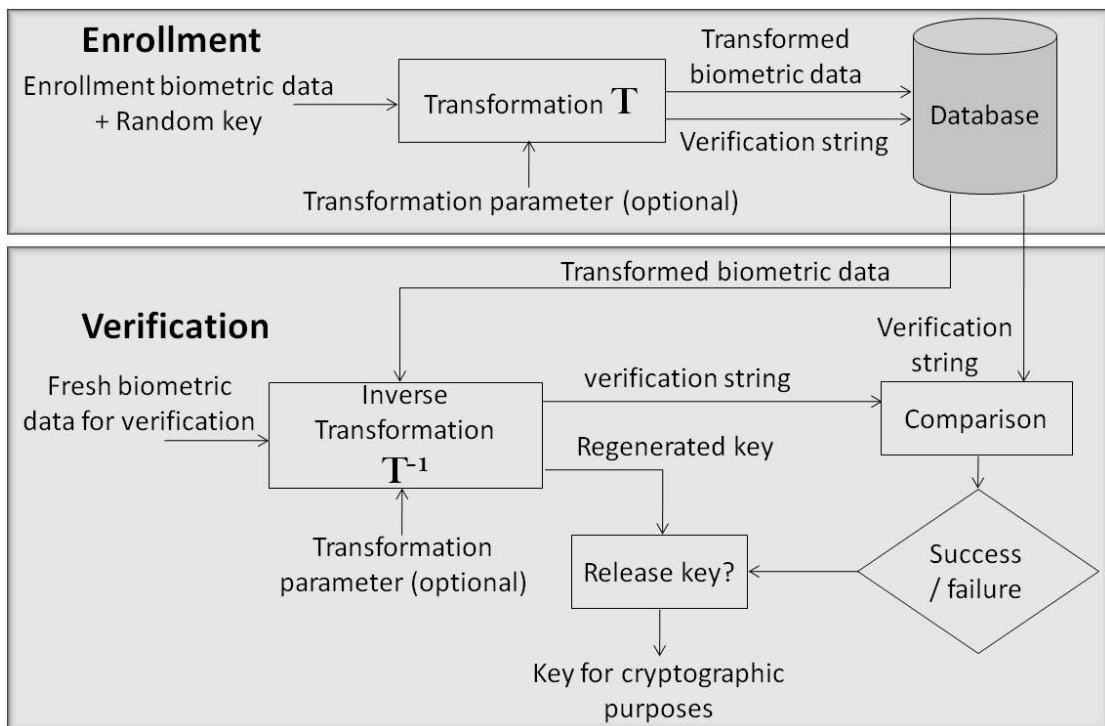 Enrollment
Enrollment biometric data
+ Random key
Transformation T
Transformed
biometric data
Verification string
Database
Transformation parameter (optional)
Transformed biometric data
Verification
Verification
string
Fresh biometric
data for verification
Inverse
Transformation
T-1
verification string
Comparison
Regenerated key
Transformation
parameter (optional)
Release key?
Success
/ failure
Key for cryptographic
purposes